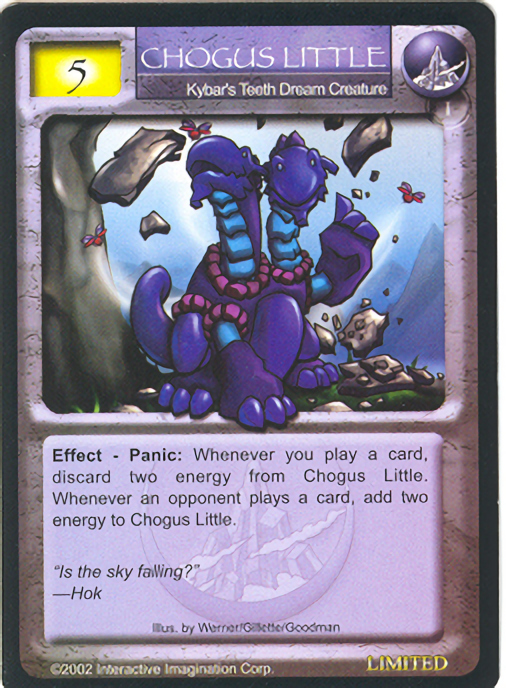 5
CHOGUS LITTLE
Kybar's Teeth Dream Creature
1
Effect - Panic: Whenever you play a card,
discard two energy from Chogus Little.
Whenever an opponent plays a card, add two
energy to Chogus Little.
"Is the sky falling?"
—Hok
Illus. by Warner/Gillette/Goodman
©2002 Interactive Imagination Corp.
LIMITED